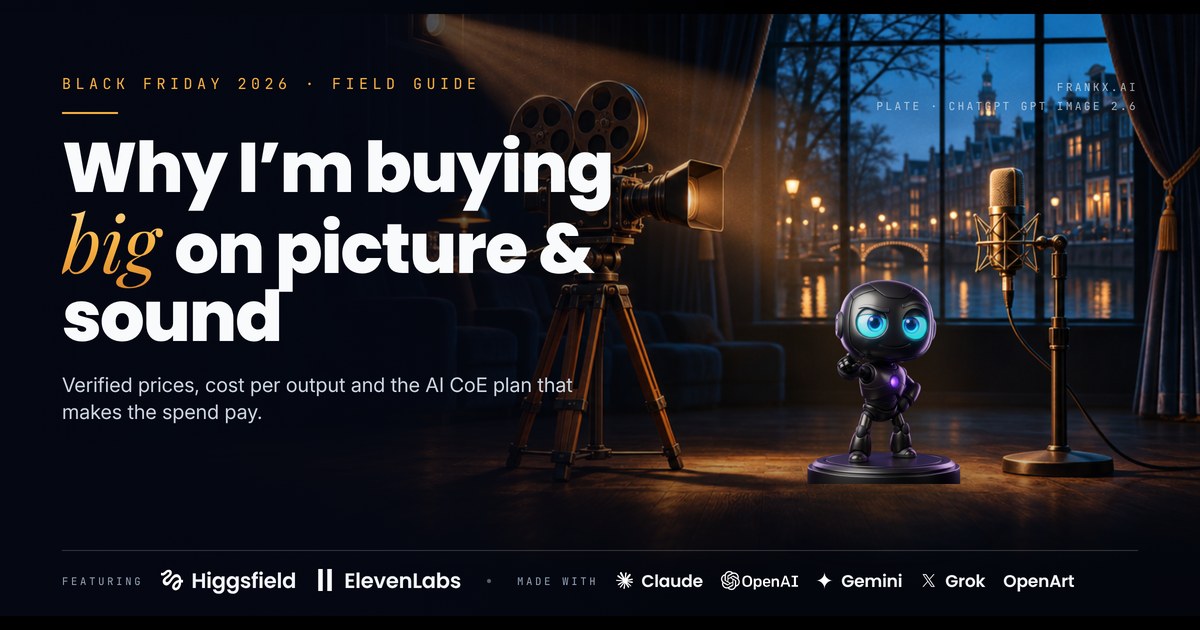 BLACK FRIDAY 2026 · FIELD GUIDE
FRANKX.AI
PLATE · CHATGPT GPT IMAGE 2.6
Why I’m buying
big on picture &
sound
Verified prices, cost per output and the AI CoE plan that
makes the spend pay.
FEATURING Higgsfield ElevenLabs • MADE WITH Claude OpenAI Gemini Grok OpenArt